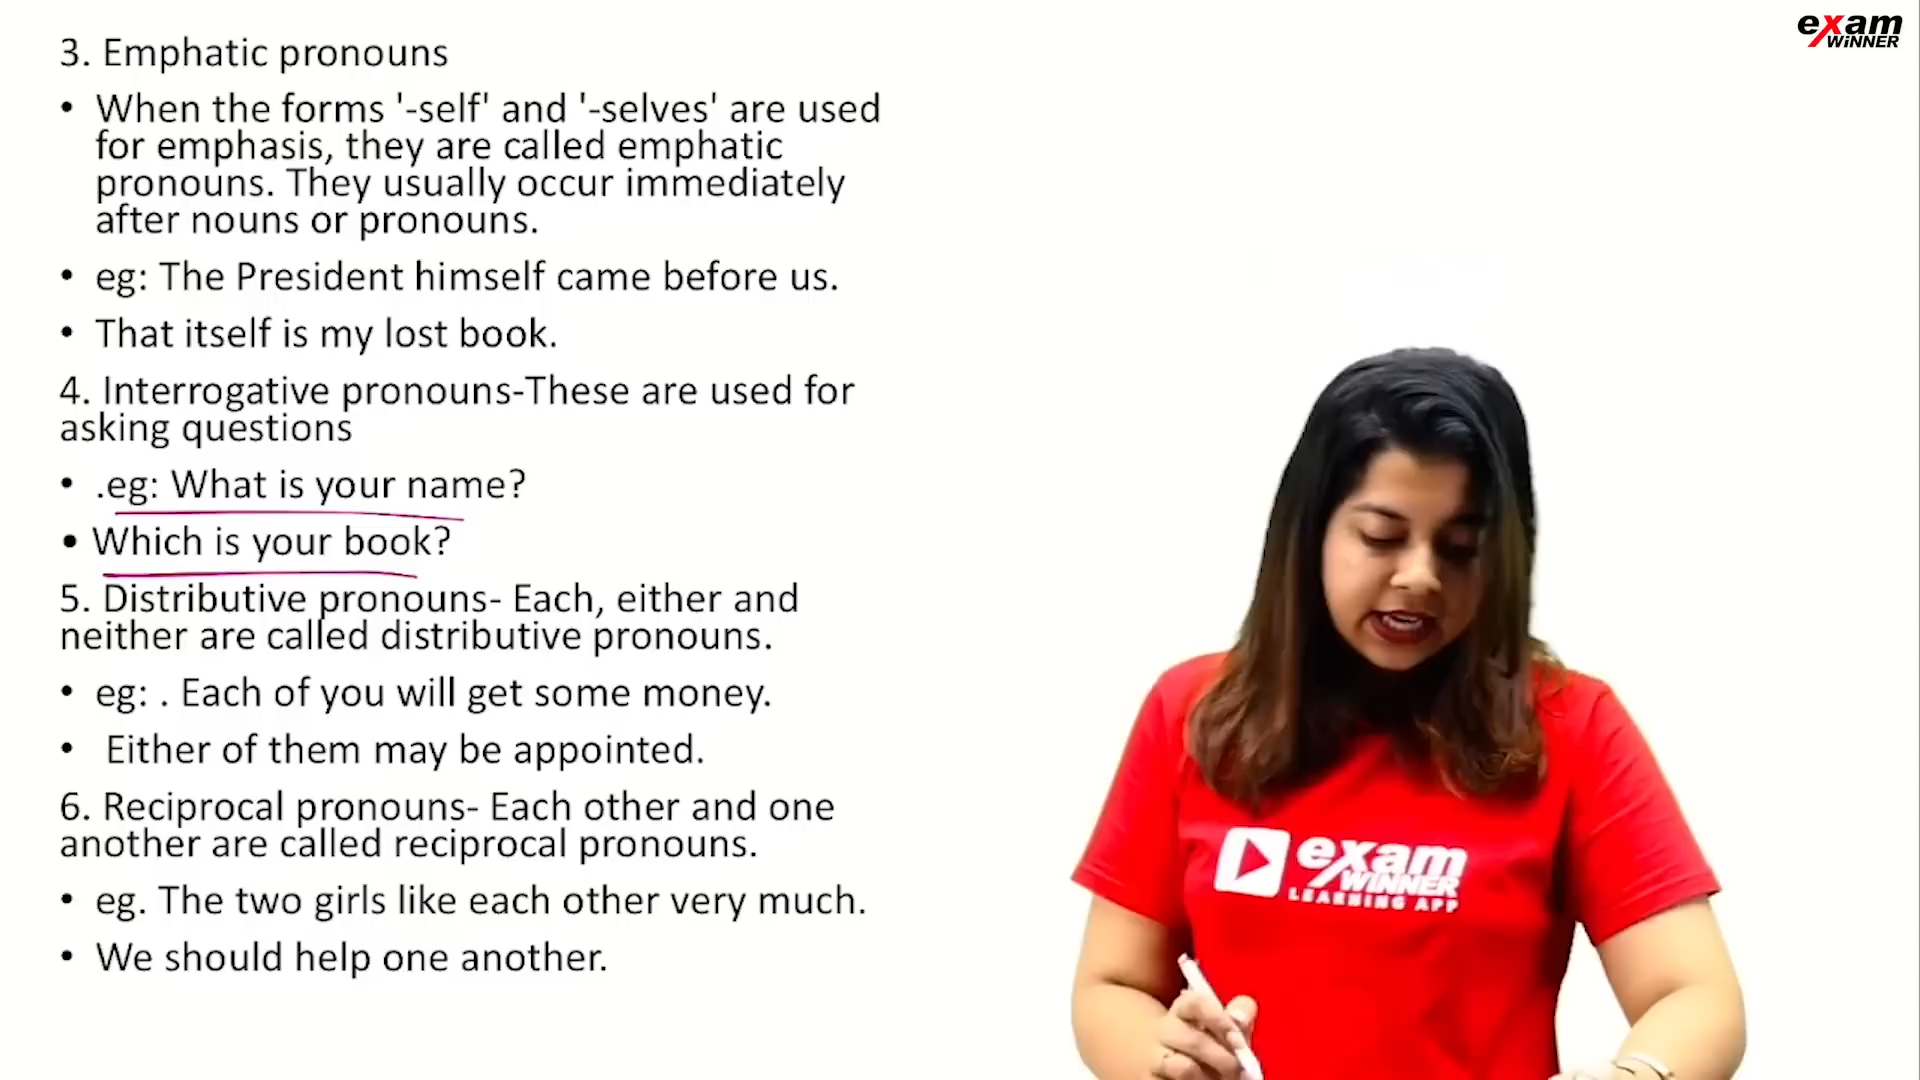 exam
WiNNER
3. Emphatic pronouns
• When the forms '-self' and '-selves' are used
for emphasis, they are called emphatic
pronouns. They usually occur immediately
after nouns or pronouns.
• eg: The President himself came before us.
• That itself is my lost book.
4. Interrogative pronouns-These are used for
asking questions
• .eg: What is your name?
• Which is your book?
5. Distributive pronouns- Each, either and
neither are called distributive pronouns.
• eg: . Each of you will get some money.
• Either of them may be appointed.
6. Reciprocal pronouns- Each other and one
another are called reciprocal pronouns.
• eg. The two girls like each other very much.
• We should help one another.
exam
WINNER
LEARNING APP